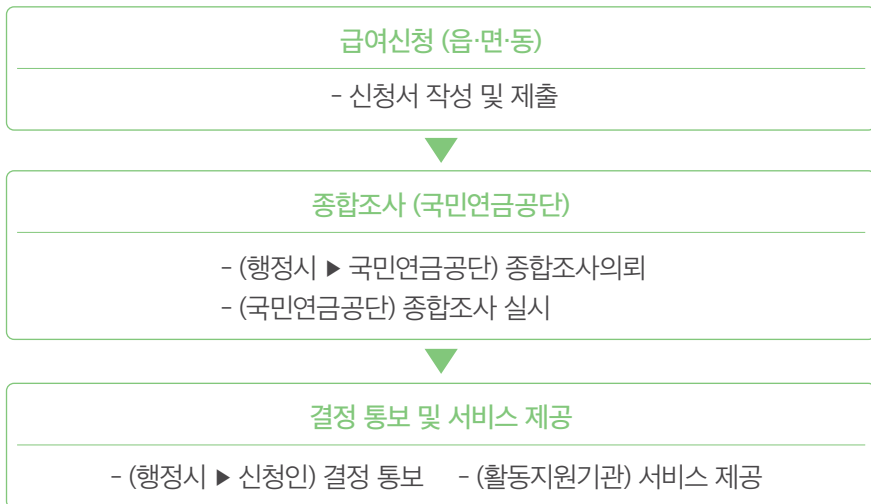 급여신청 (읍·면·동)
- 신청서 작성 및 제출
종합조사 (국민연금공단)
- (행정시 ▶ 국민연금공단) 종합조사의뢰
- (국민연금공단) 종합조사 실시
결정 통보 및 서비스 제공
- (행정시 ▶ 신청인) 결정 통보 - (활동지원기관) 서비스 제공